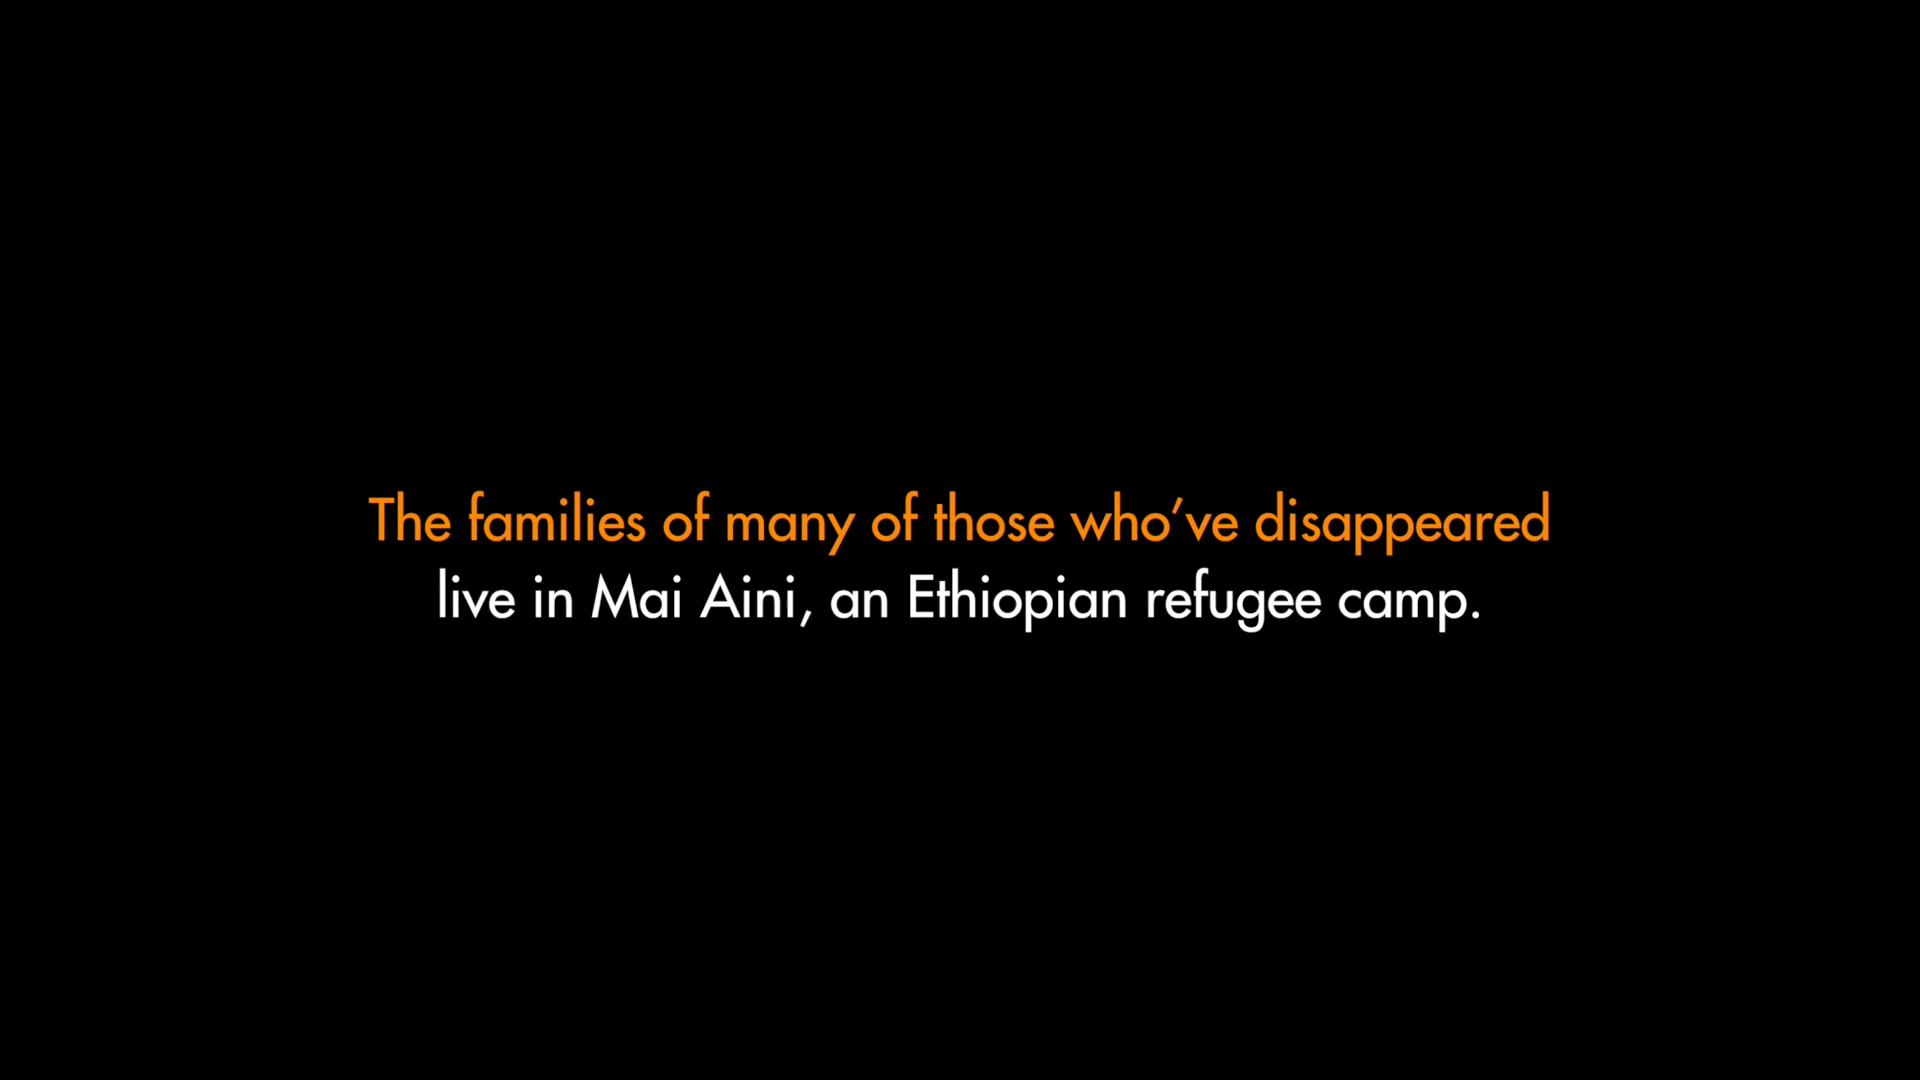 The families of many of those who’ve disappeared
live in Mai Aini, an Ethiopian refugee camp.